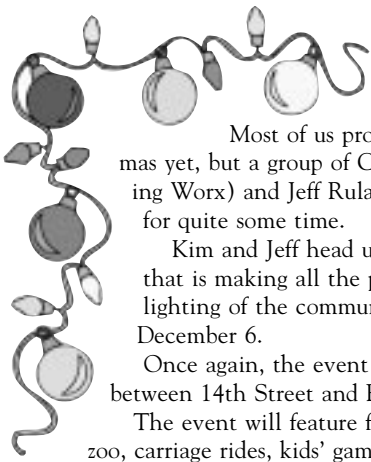 Most of us pro
mas yet, but a group of C
ing Worx) and Jeff Rula
for quite some time.
Kim and Jeff head u
that is making all the p
lighting of the commu
December 6.
Once again, the event
between 14th Street and
The event will feature f
zoo, carriage rides, kids' gam